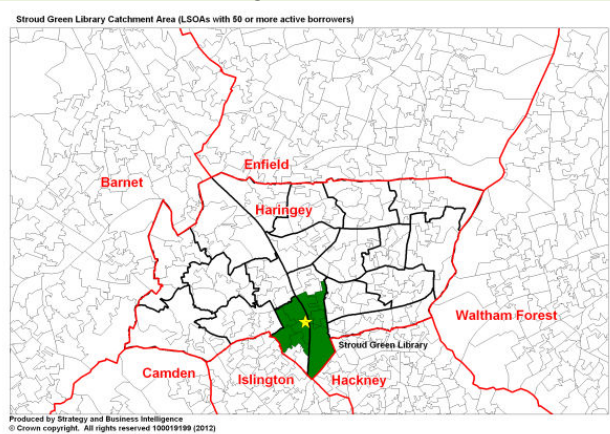 Stroud Green Library Catchment Area (LSOAs with 50 or more active borrowers)
Enfield
Barnet
Haringey
Waltham Forest
Stroud Green Library
Camden
Islington
Hackney
Produced by Strategy and Business Intelligence
© Crown copyright. All rights reserved 100019199 (2012)